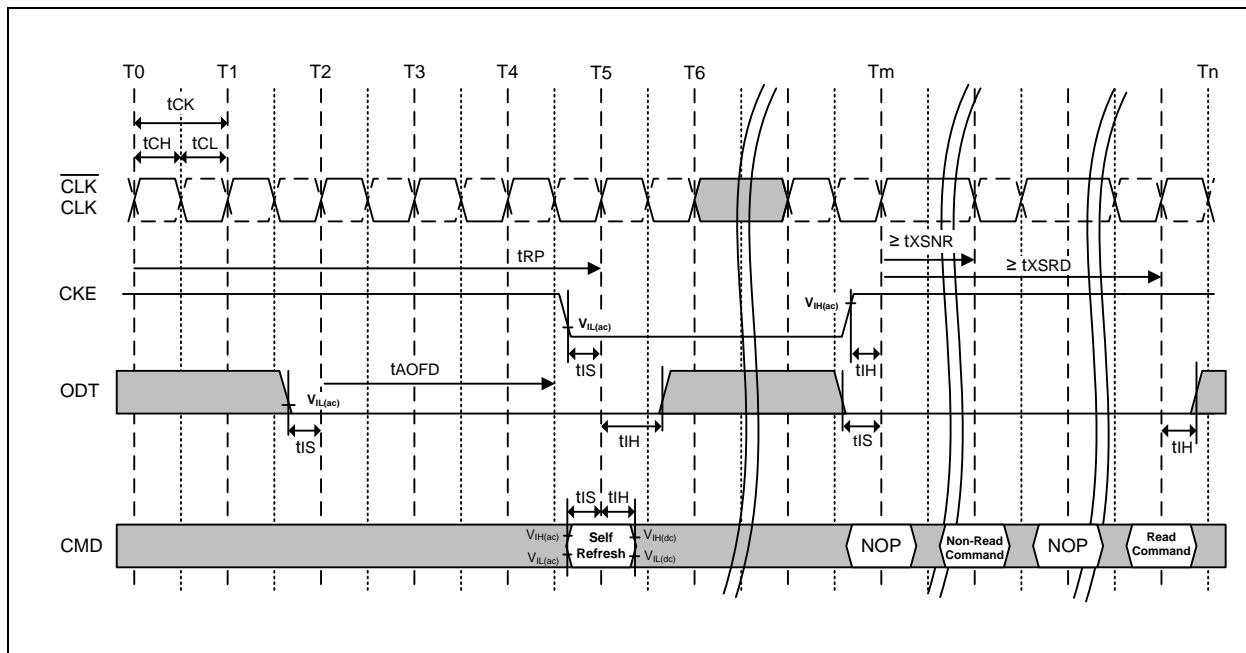 T0 T1 T2 T3 T4 T5 T6 Tm Tn
tCK
tCH tCL
CLK
CLK
≥ tXSNR
tRP
≥ tXSRD
CKE
VIH(ac)
VIL(ac)
tIS
tIH
tAOFD
ODT
VIL(ac)
tIS
tIH
tIS
tIH
tIS tIH
CMD
VIH(ac)
VIL(ac)
Self
Refresh
VIH(dc)
VIL(dc)
NOP
Non-Read
Command
NOP
Read
Command